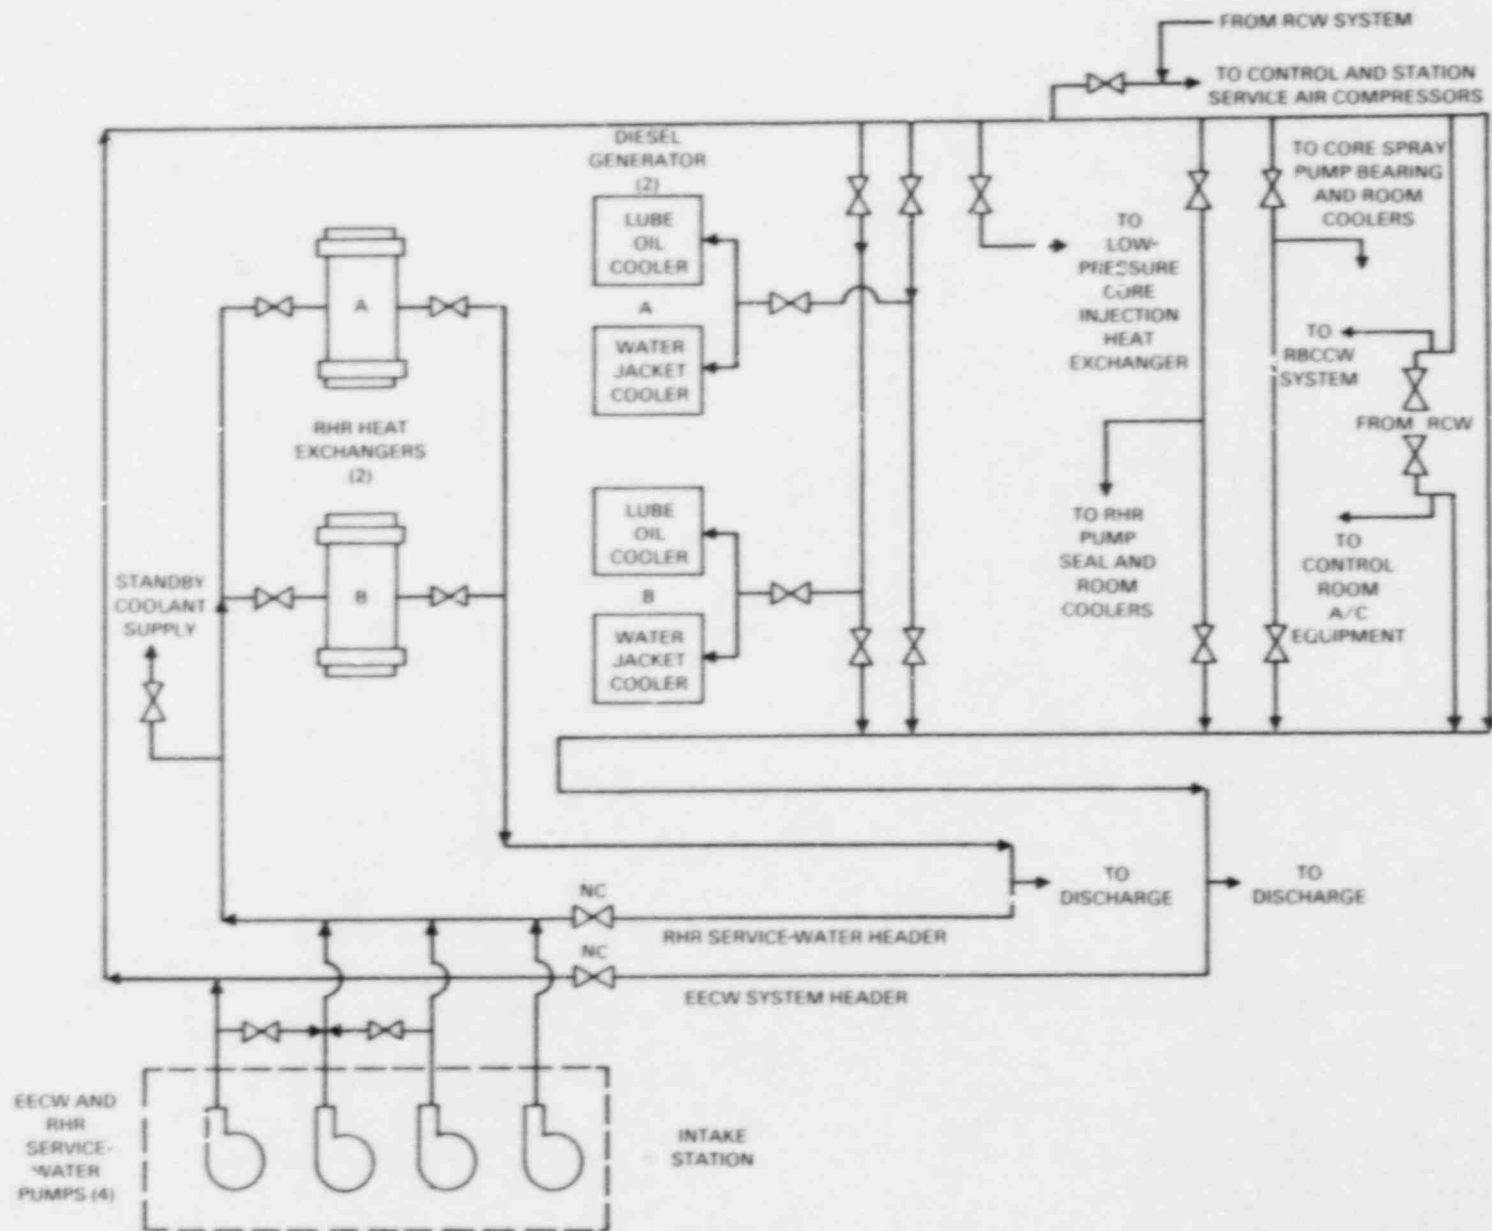 FROM RCW SYSTEM
TO CONTROL AND STATION
SERVICE AIR COMPRESSORS
DIESEL
GENERATOR
(2)
LUBE
OIL
COOLER
A
WATER
JACKET
COOLER
LUBE
OIL
COOLER
B
WATER
JACKET
COOLER
A
RHR HEAT
EXCHANGERS
(2)
B
STANDBY
COOLANT
SUPPLY
TO
LOW-
PRESSURE
CORE
INJECTION
HEAT
EXCHANGER
TO CORE SPRAY
PUMP BEARING
AND ROOM
COOLERS
TO
RBCCW
SYSTEM
FROM RCW
TO RHR
PUMP
SEAL AND
ROOM
COOLERS
TO
CONTROL
ROOM
A/C
EQUIPMENT
TO
DISCHARGE
TO
DISCHARGE
NC
RHR SERVICE-WATER HEADER
NC
EECW SYSTEM HEADER
EECW AND
RHR
SERVICE-
WATER
PUMPS (4)
INTAKE
STATION